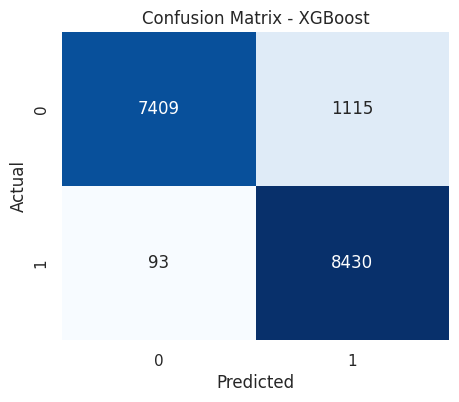 Confusion Matrix - XGBoost
Actual
0
7409
1115
1
93
8430
0
1
Predicted